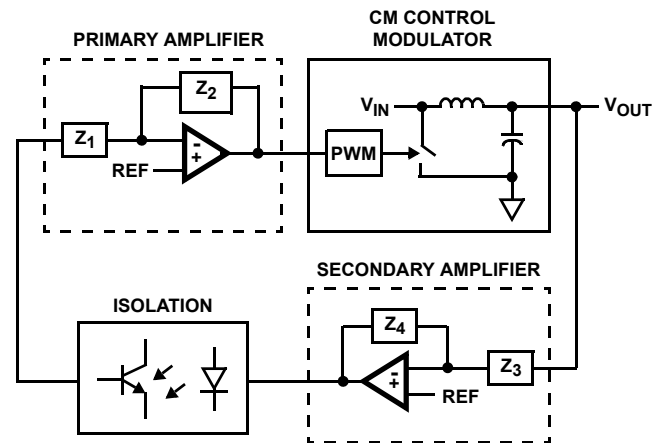 CM CONTROL
MODULATOR
PRIMARY AMPLIFIER
Z2
Z1
-
+
REF
PWM
VIN
VOUT
SECONDARY AMPLIFIER
ISOLATION
Z4
Z3
-
+
REF